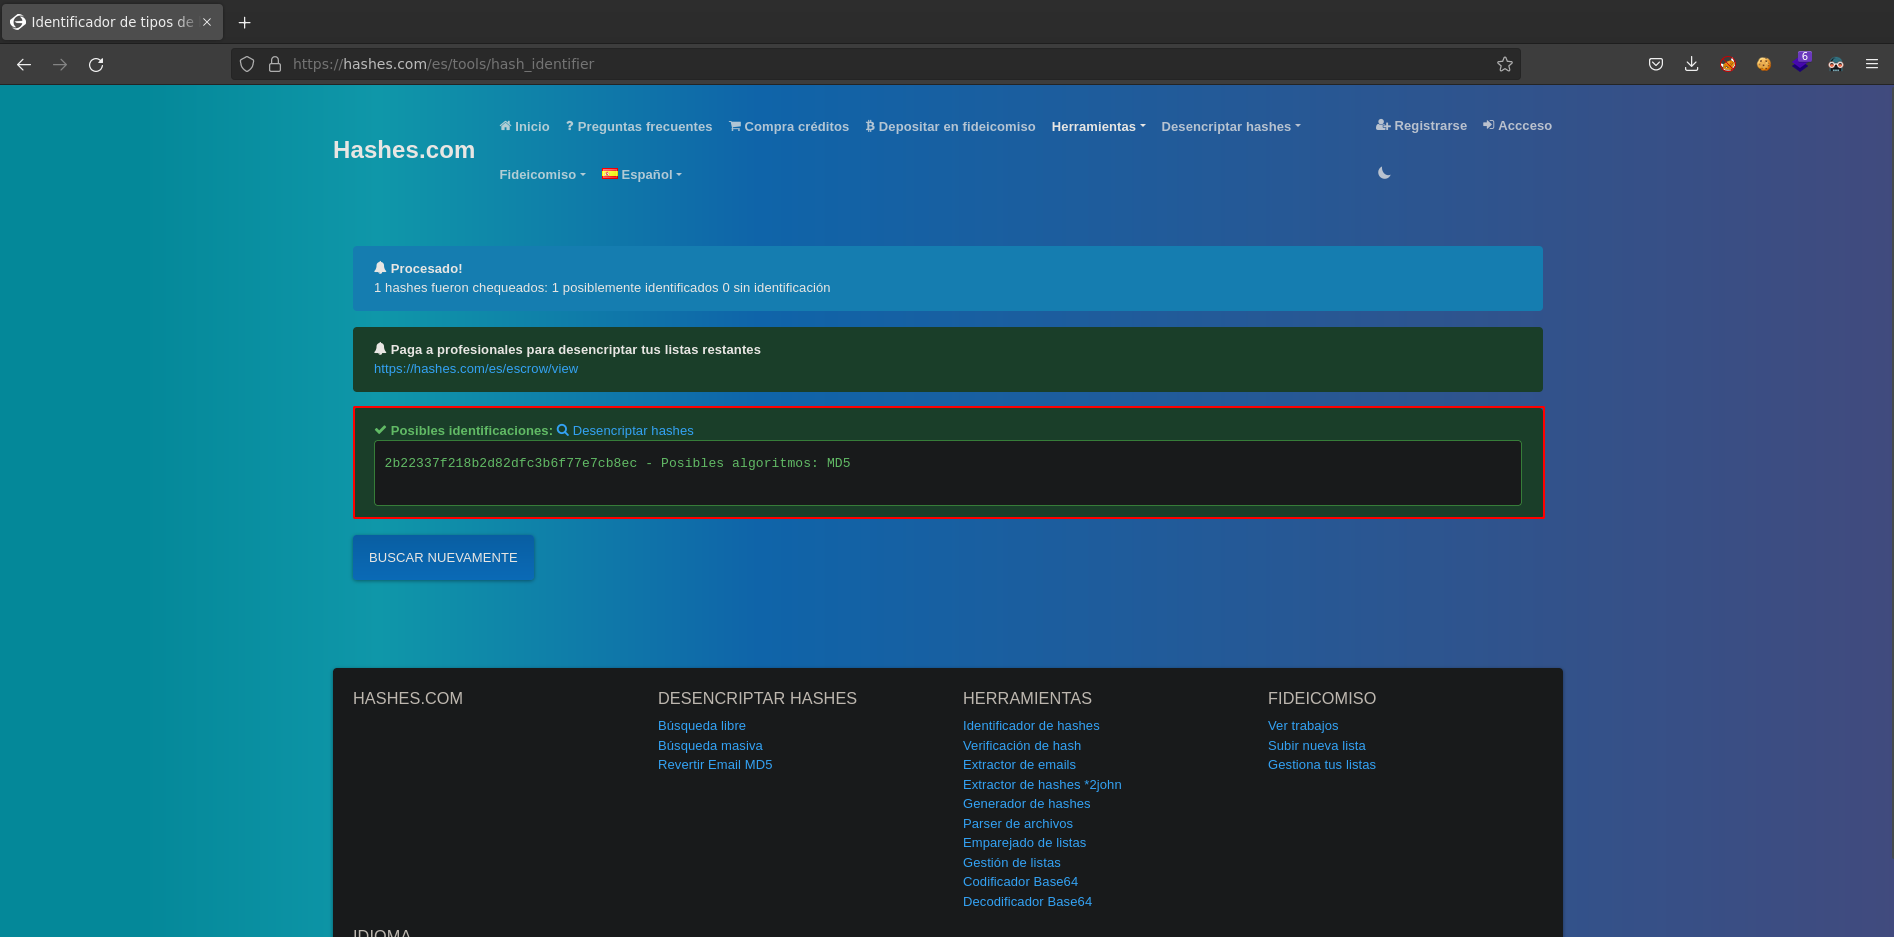 Identificador de tipos de
https://hashes.com/es/tools/hash_identifier
6
Hashes.com
Inicio
? Preguntas frecuentes
Compra créditos
Depositar en fideicomiso
Herramientas
Desencriptar hashes
Registrarse
Accceso
Fideicomiso
Español
Procesado!
1 hashes fueron chequeados: 1 posiblemente identificados 0 sin identificación
Paga a profesionales para desencriptar tus listas restantes
https://hashes.com/es/escrow/view
Posibles identificaciones: Desencriptar hashes
2b22337f218b2d82dfc3b6f77e7cb8ec - Posibles algoritmos: MD5
BUSCAR NUEVAMENTE
HASHES.COM
DESENCRIPTAR HASHES
Búsqueda libre
Búsqueda masiva
Revertir Email MD5
HERRAMIENTAS
Identificador de hashes
Verificación de hash
Extractor de emails
Extractor de hashes *2john
Generador de hashes
Parser de archivos
Emparejado de listas
Gestión de listas
Codificador Base64
Decodificador Base64
FIDEICOMISO
Ver trabajos
Subir nueva lista
Gestiona tus listas
IDIOMA